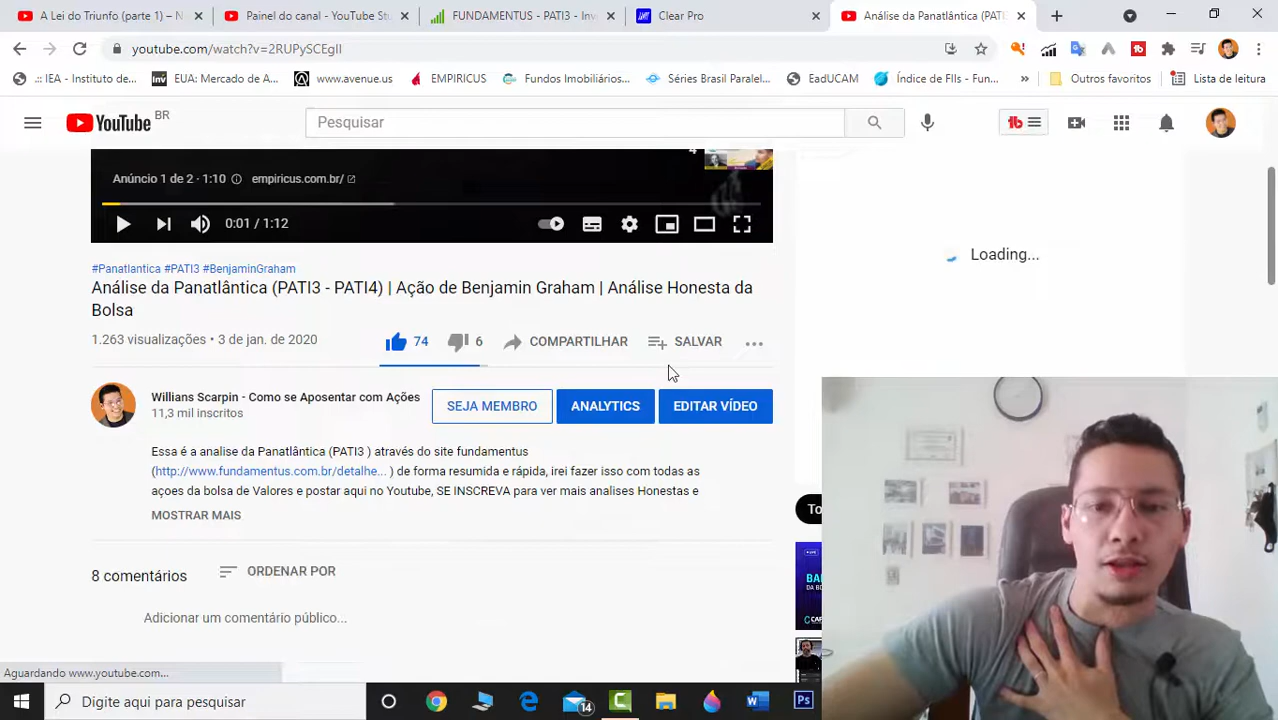 A Lei do Triunfo (parte 1) – N
Painel do canal - YouTube Stu
FUNDAMENTUS - PATI3 - Inv
Clear Pro
Análise da Panatlântica (PATI3
youtube.com/watch?v=2RUPySCEgII
.:: IEA - Instituto de...
Inv
EUA: Mercado de A...
www.avenue.us
EMPIRICUS
Fundos Imobiliários...
Séries Brasil Paralel...
EadUCAM
Índice de FIIs - Fun...
»
Outros favoritos
Lista de leitura
YouTube BR
Pesquisar
Anúncio 1 de 2 · 1:10
empiricus.com.br/
0:01 / 1:12
Loading...
#Panatlantica #PATI3 #BenjaminGraham
Análise da Panatlântica (PATI3 - PATI4) | Ação de Benjamin Graham | Análise Honesta da
Bolsa
1.263 visualizações • 3 de jan. de 2020
74
6
COMPARTILHAR
SALVAR
Willians Scarpin - Como se Aposentar com Ações
11,3 mil inscritos
SEJA MEMBRO
ANALYTICS
EDITAR VÍDEO
Essa é a analise da Panatlântica (PATI3 ) através do site fundamentus
(http://www.fundamentus.com.br/detalhe... ) de forma resumida e rápida, irei fazer isso com todas as
açoes da bolsa de Valores e postar aqui no Youtube, SE INSCREVA para ver mais analises Honestas e
MOSTRAR MAIS
To
8 comentários
ORDENAR POR
Adicionar um comentário público...
Aguardando www.youtube.com...
Digite aqui para pesquisar
14
Ps